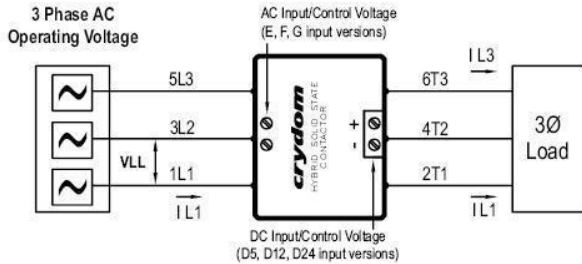 3 Phase AC
Operating Voltage
AC Input/Control Voltage
(E, F, G input versions)
5L3
3L2
VLL
1L1
IL1
crydom
HYBRID SOLID STATE
CONTACTOR
+
-
IL3
6T3
4T2
2T1
IL1
3Ø
Load
DC Input/Control Voltage
(D5, D12, D24 input versions)